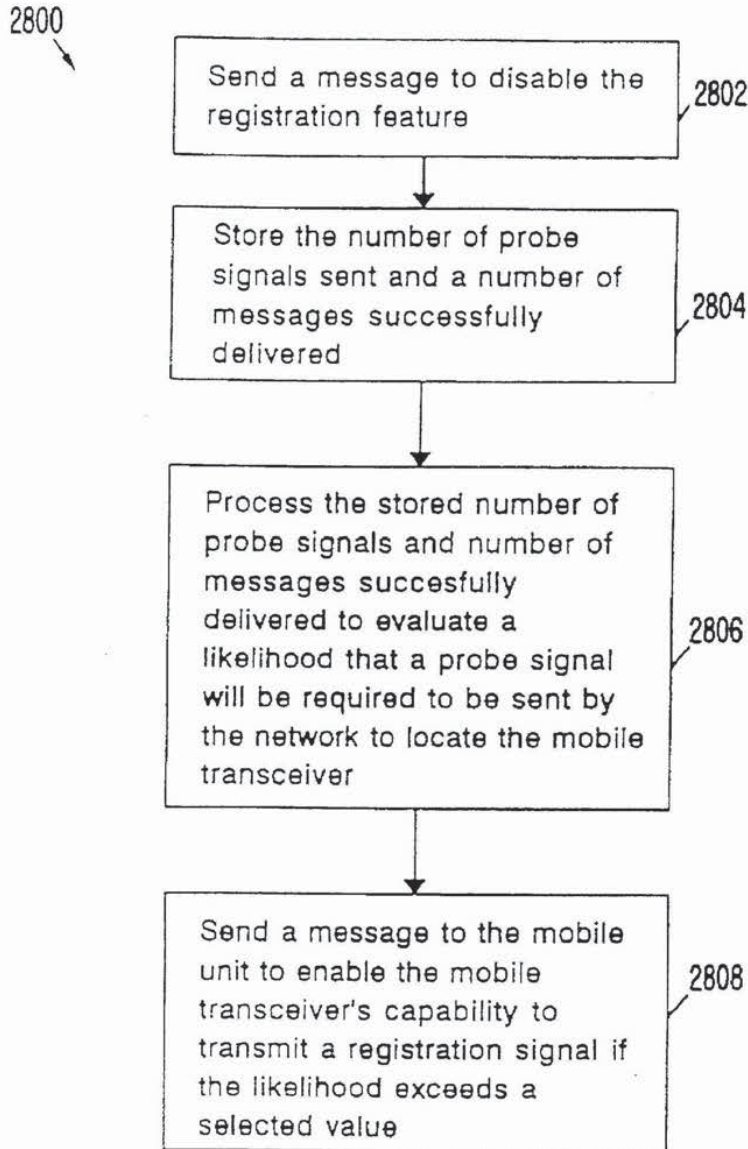 2800
Send a message to disable the
registration feature
2802
Store the number of probe
signals sent and a number of
messages successfully
delivered
2804
Process the stored number of
probe signals and number of
messages succesfully
delivered to evaluate a
likelihood that a probe signal
will be required to be sent by
the network to locate the mobile
transceiver
2806
Send a message to the mobile
unit to enable the mobile
transceiver's capability to
transmit a registration signal if
the likelihood exceeds a
selected value
2808